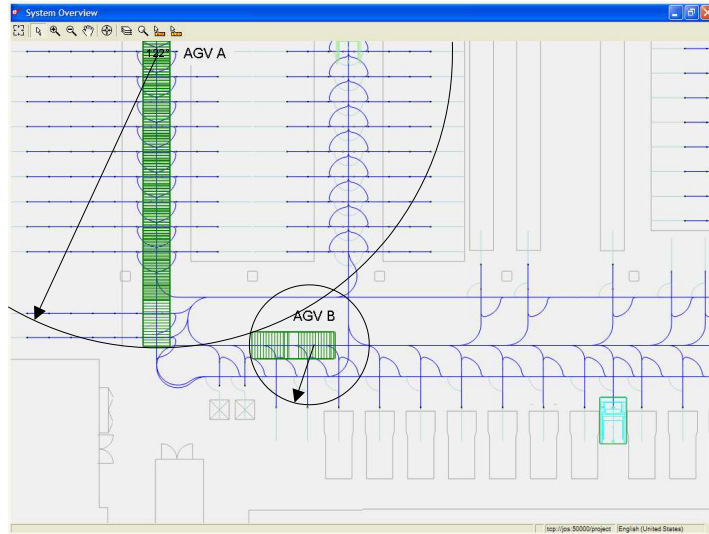 System Overview
122° AGV A
AGV B
tcp://jos:50000/project English (United States)